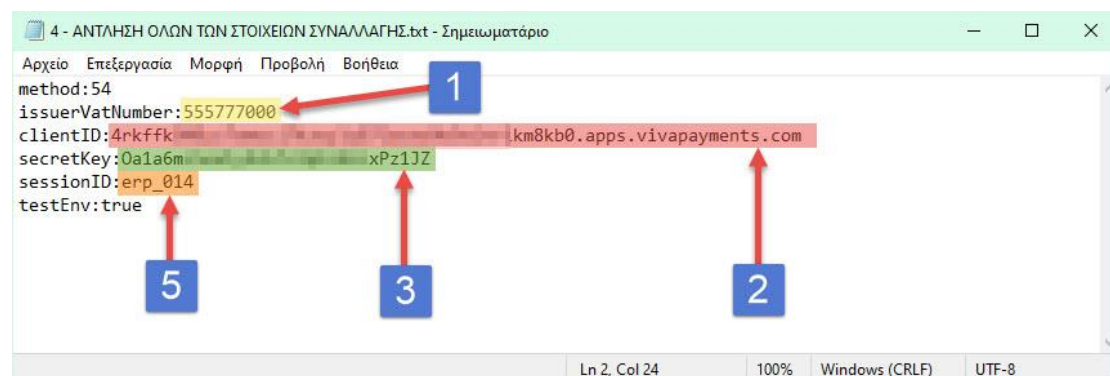 4 - ΑΝΤΛΗΣΗ ΟΛΩΝ ΤΩΝ ΣΤΟΙΧΕΙΩΝ ΣΥΝΑΛΛΑΓΗΣ.txt - Σημειωματάριο
Αρχείο Επεξεργασία Μορφή Προβολή Βοήθεια
1
method:54
issuerVatNumber:555777000
clientID:4rkffk km8kb0.apps.vivapayments.com
secretKey:0a1a6m xPz1JZ
sessionID:erp_014
testEnv:true
5 3 2
Ln 2, Col 24 100% Windows (CRLF) UTF-8